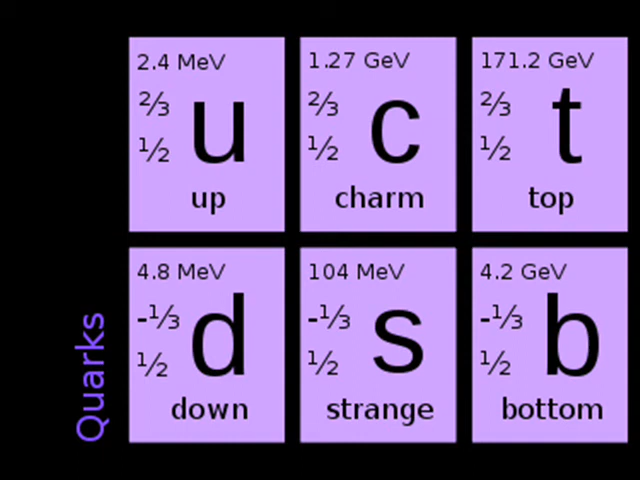 2.4 MeV
⅔
½
u
up
1.27 GeV
⅔
½
c
charm
171.2 GeV
⅔
½
t
top
4.8 MeV
-⅓
½
d
down
104 MeV
-⅓
½
s
strange
4.2 GeV
-⅓
½
b
bottom
Quarks